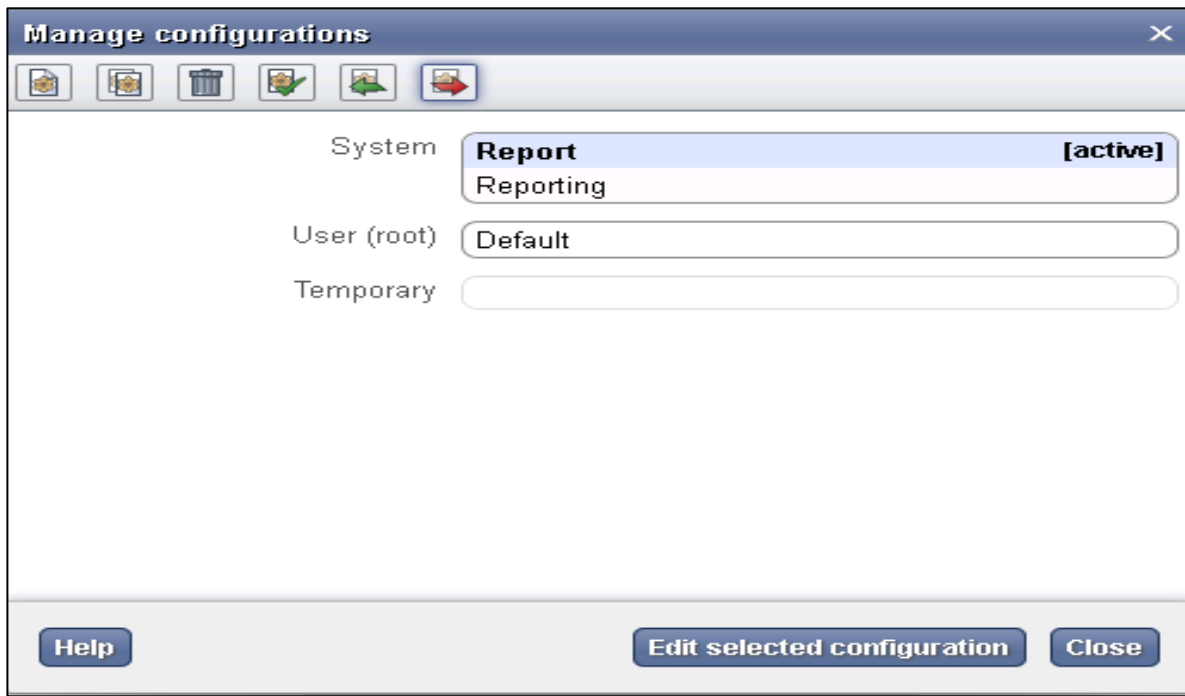 Manage configurations
System
Report [active]
Reporting
User (root)
Default
Temporary
Help
Edit selected configuration
Close